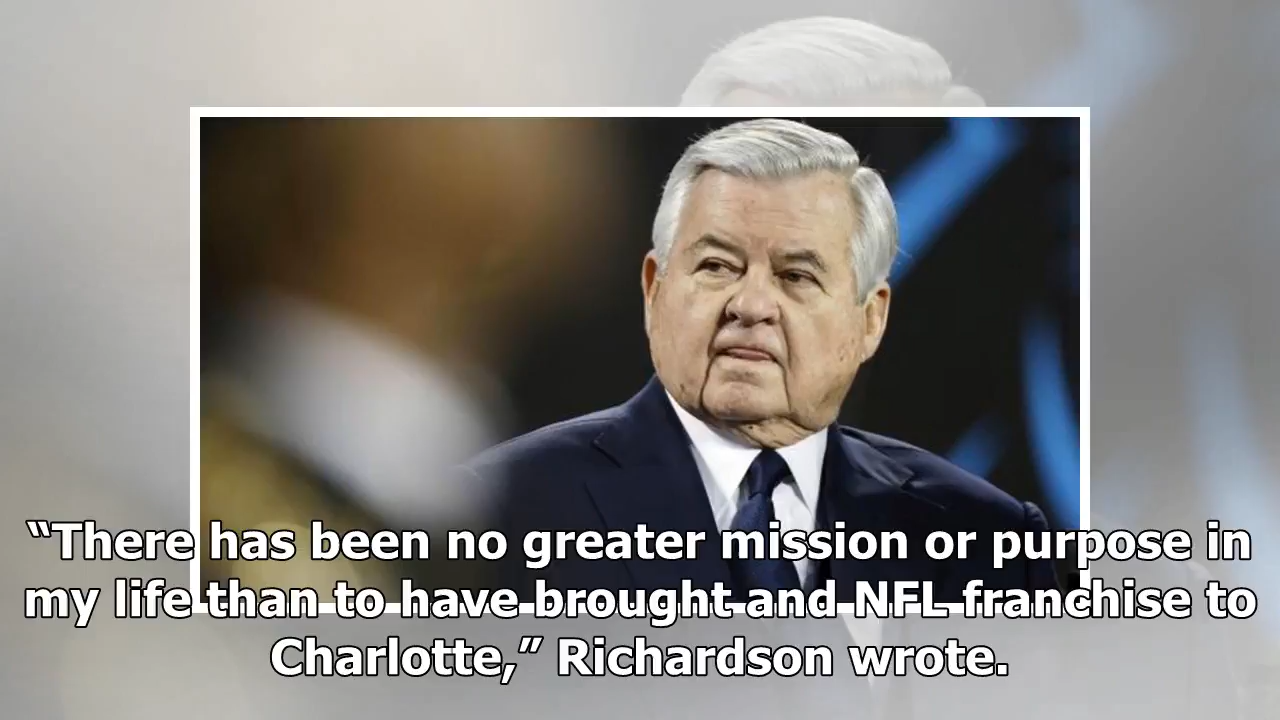 “There has been no greater mission or purpose in
my life than to have brought and NFL franchise to
Charlotte,” Richardson wrote.